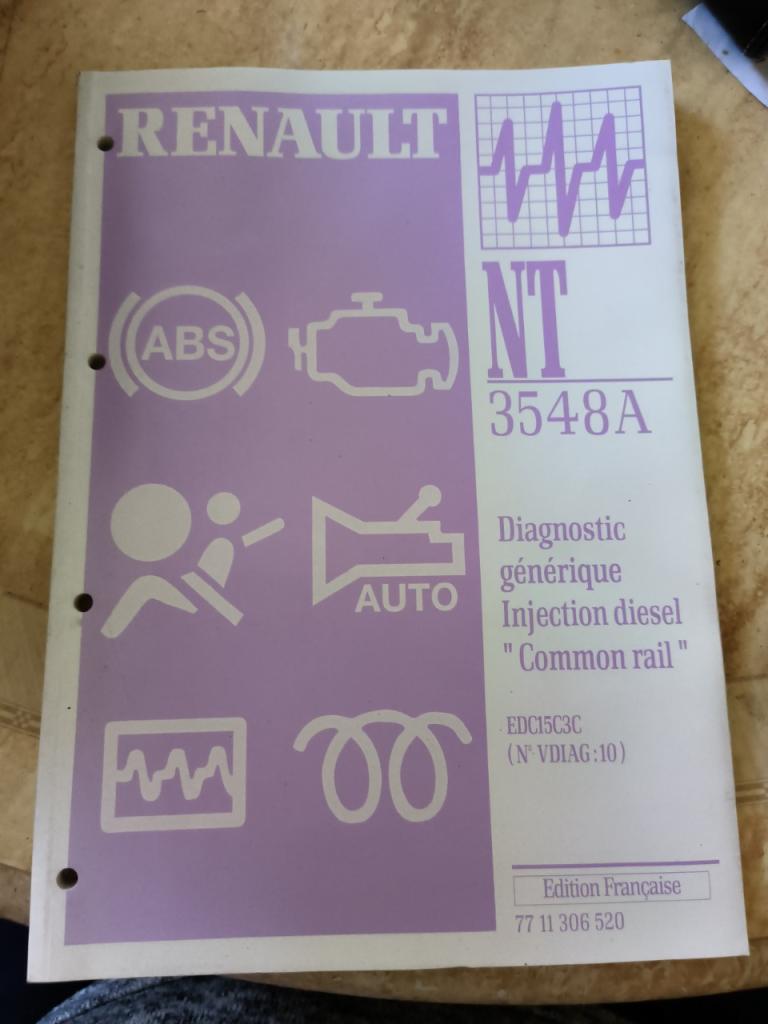 RENAULT
ABS
AUTO
NT
3548A
Diagnostic
générique
Injection diesel
" Common rail "
EDC15C3C
(N° VDIAG : 10)
Edition Française
77 11 306 520